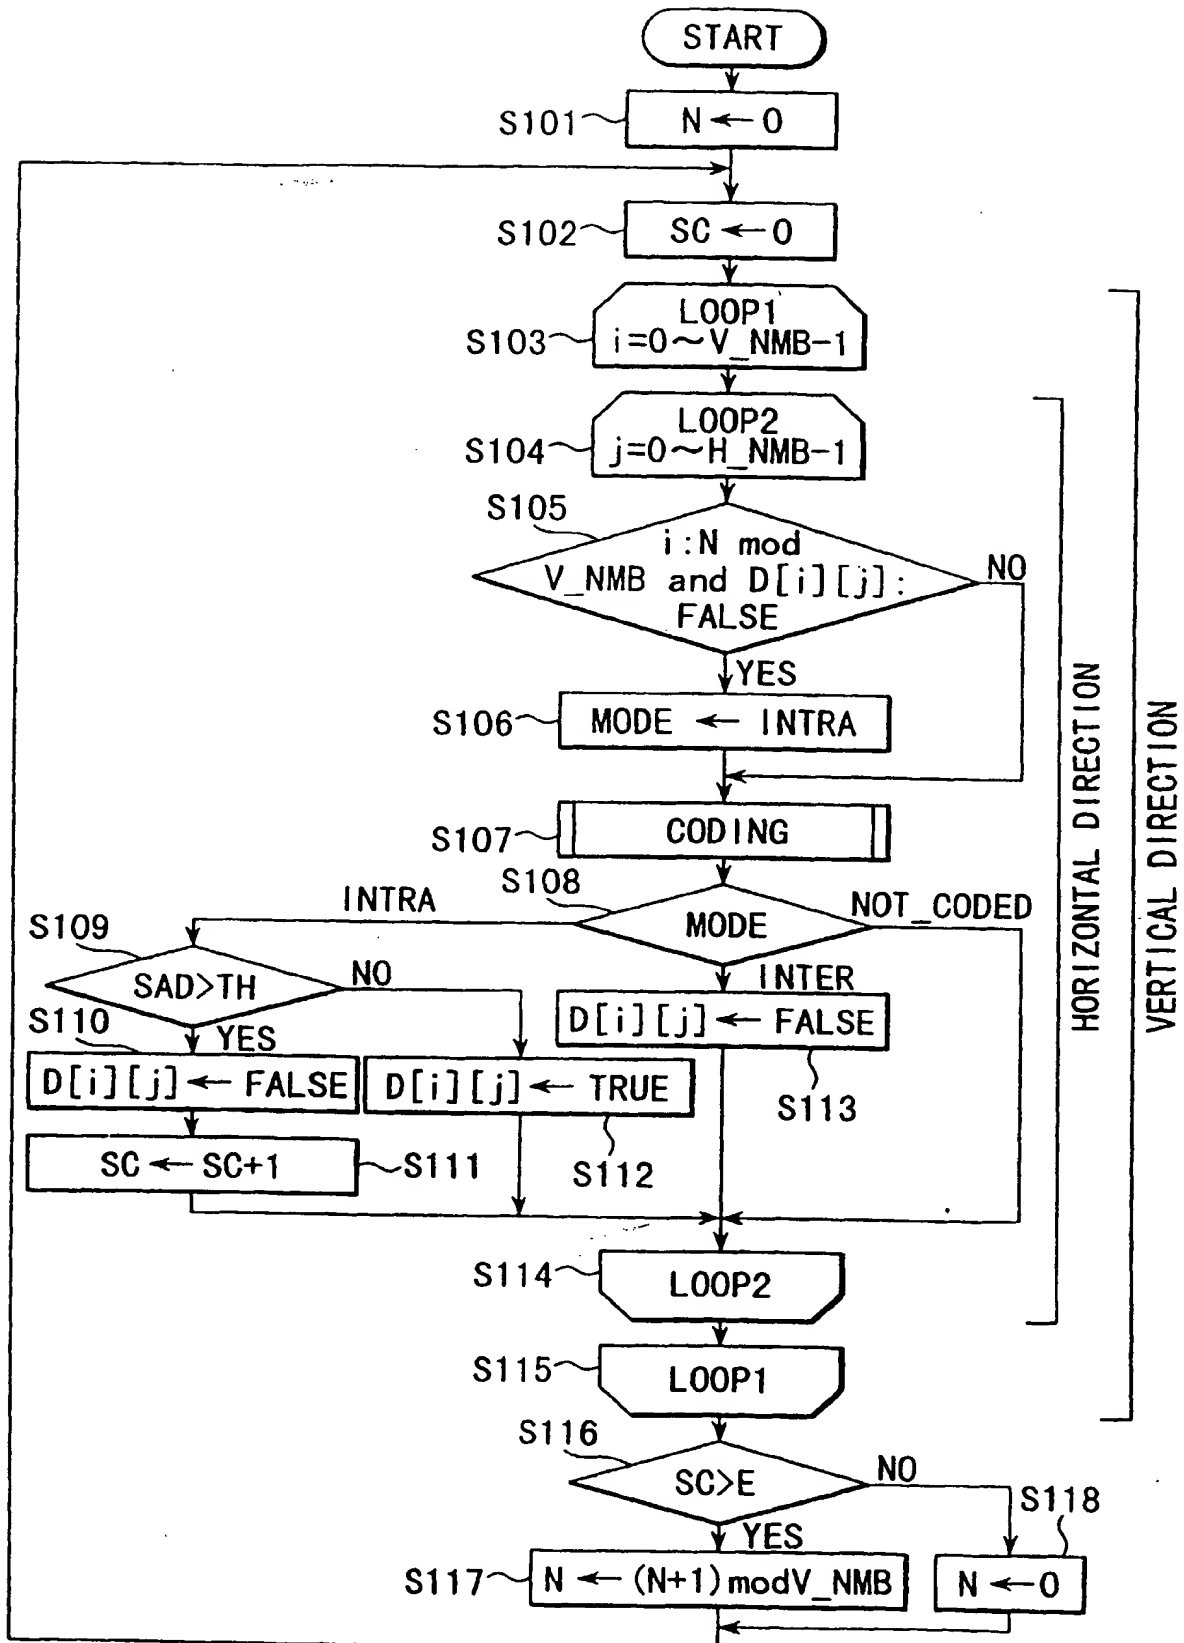 START
S101
N ← 0
S102
SC ← 0
S103
LOOP1
i=0~V_NMB-1
S104
LOOP2
j=0~H_NMB-1
S105
i:N mod
V_NMB and D[i][j]:
FALSE
NO
YES
S106
MODE ← INTRA
S107
CODING
S108
MODE
INTRA
NOT_CODED
INTER
S109
SAD>TH
NO
YES
S110
D[i][j] ← FALSE
D[i][j] ← TRUE
S112
D[i][j] ← FALSE
S113
SC ← SC+1
S111
S114
LOOP2
S115
LOOP1
HORIZONTAL DIRECTION
VERTICAL DIRECTION
S116
SC>E
NO
YES
S117
N ← (N+1)modV_NMB
S118
N ← 0